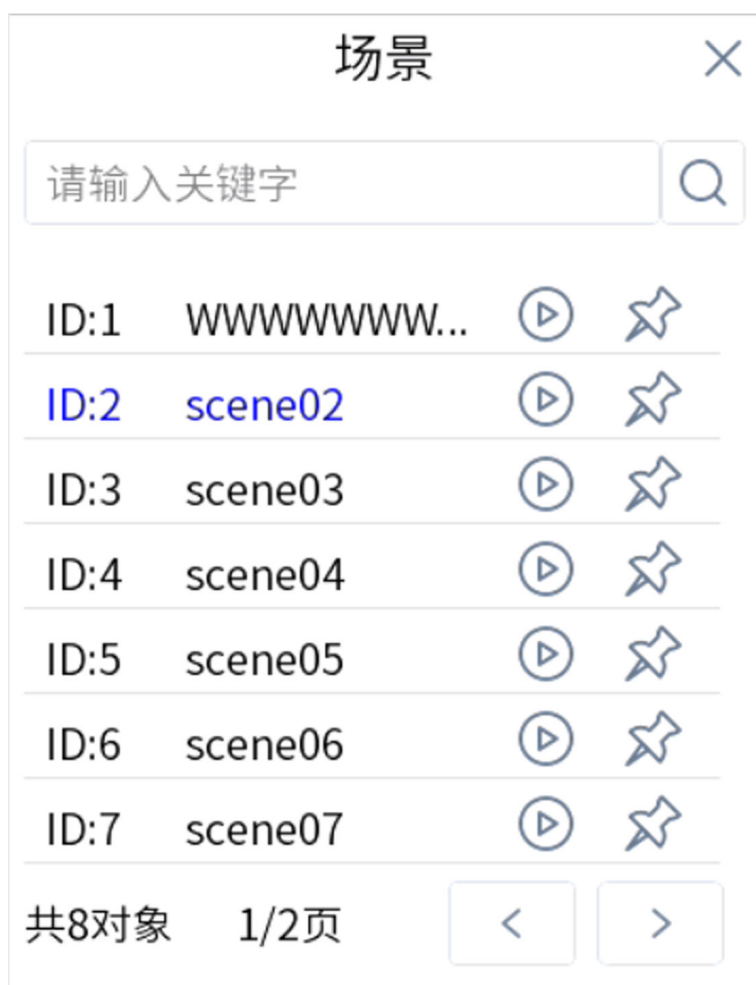 场景
请输入关键字
ID:1 WWWWWWW...
ID:2 scene02
ID:3 scene03
ID:4 scene04
ID:5 scene05
ID:6 scene06
ID:7 scene07
共8对象 1/2页 < >